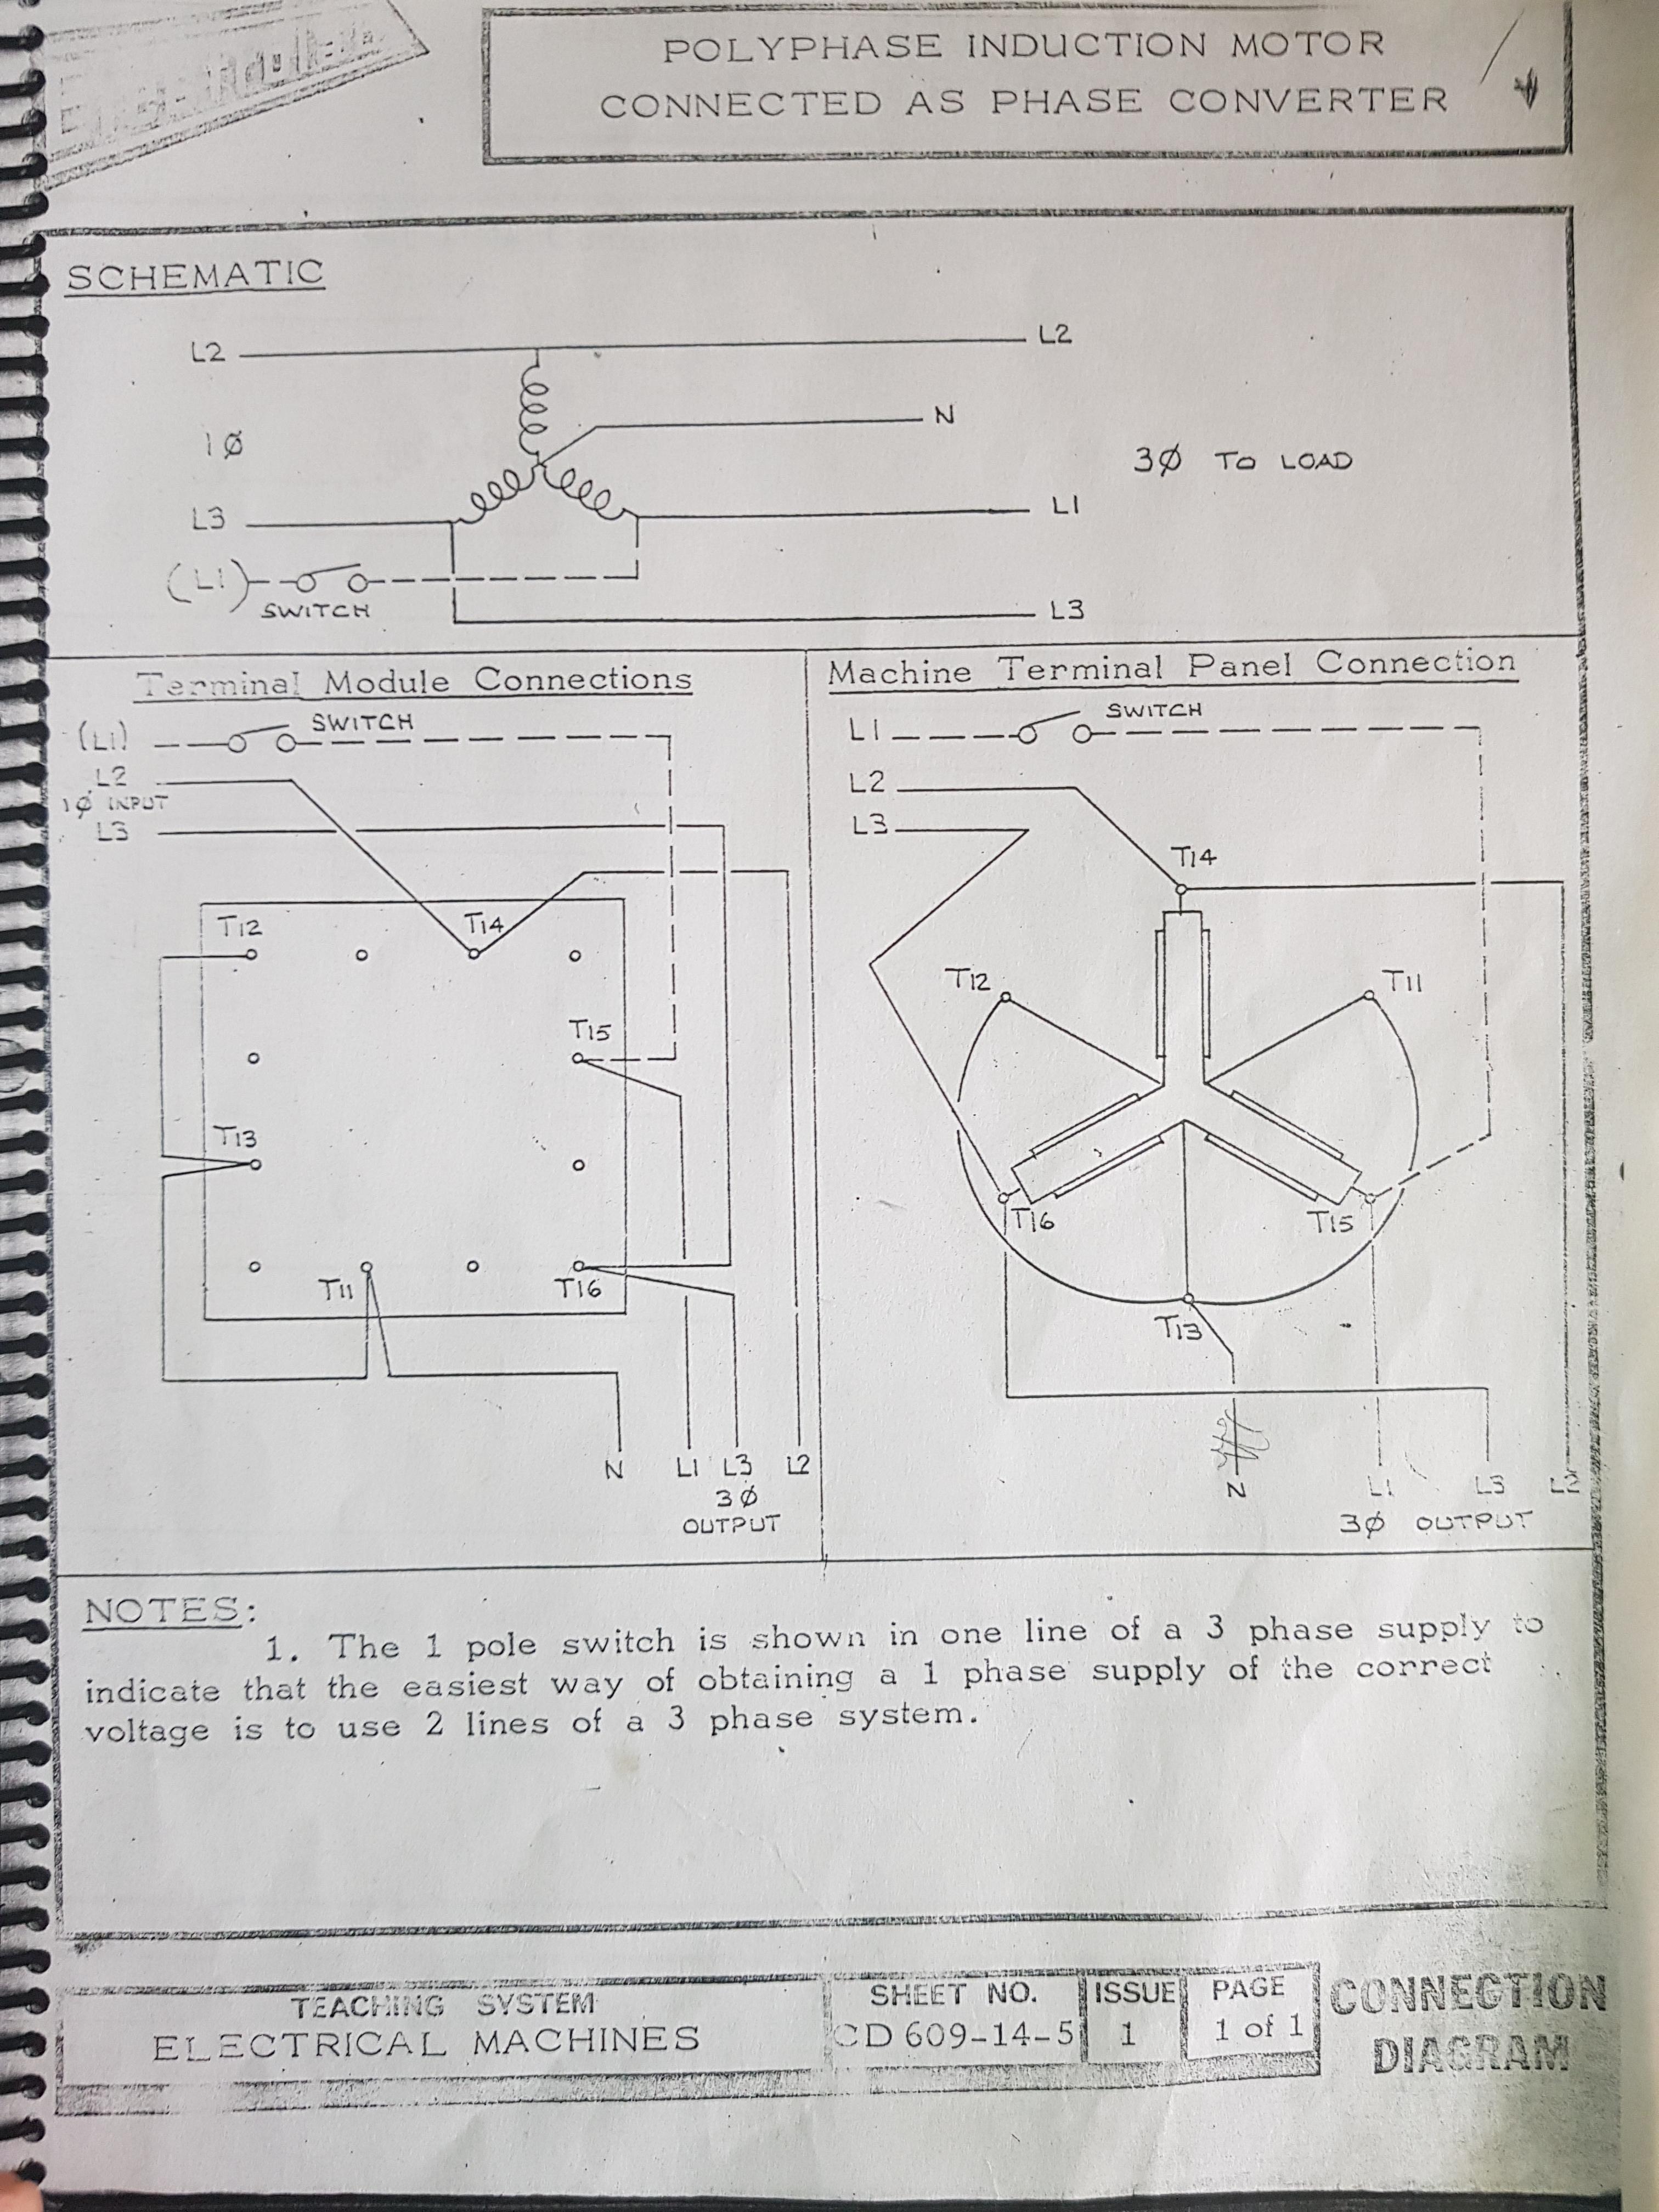 POLYPHASE INDUCTION MOTOR
CONNECTED AS PHASE CONVERTER
SCHEMATIC
L2
L2
N
1Ø
3Ø TO LOAD
L3
L1
(L1)
SWITCH
L3
Terminal Module Connections
(L1)
SWITCH
L2
1Ø INPUT
L3
T12
T14
T15
T13
T11
T16
N
L1
L3
L2
3Ø
OUTPUT
Machine Terminal Panel Connection
L1
SWITCH
L2
L3
T14
T12
T11
T16
T15
T13
N
L1
L3
L2
3Ø OUTPUT
NOTES:
1. The 1 pole switch is shown in one line of a 3 phase supply to
indicate that the easiest way of obtaining a 1 phase supply of the correct
voltage is to use 2 lines of a 3 phase system.
TEACHING SYSTEM
ELECTRICAL MACHINES
SHEET NO.
CD 609-14-5
ISSUE
1
PAGE
1 of 1
CONNECTION
DIAGRAM